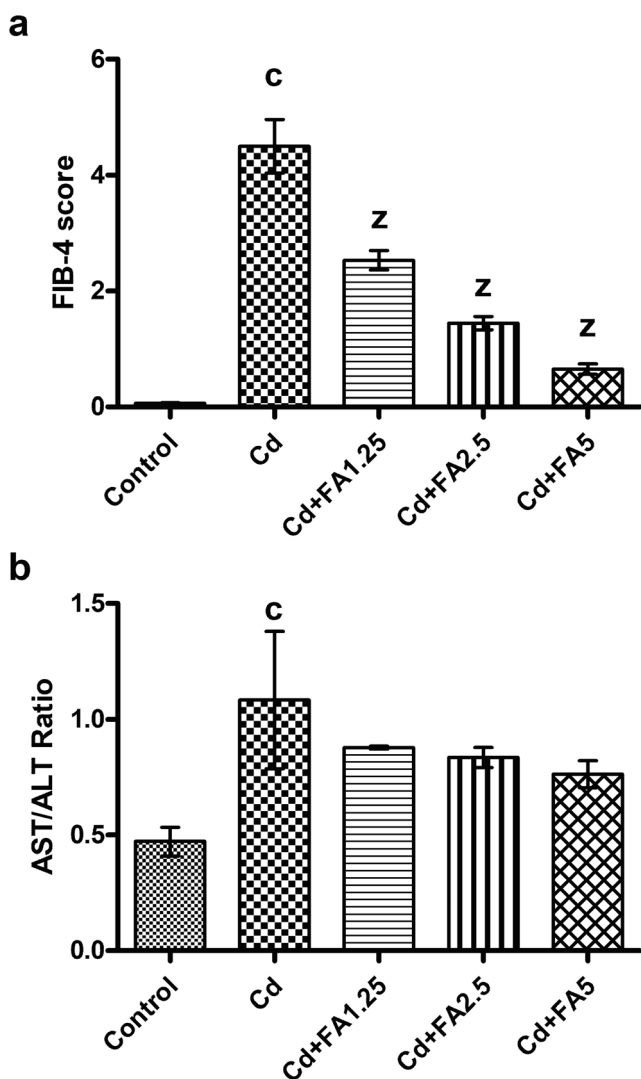 a
FIB-4 score
6
4
2
0
c
z
z
z
Control
Cd
Cd+FA1.25
Cd+FA2.5
Cd+FA5
b
AST/ALT Ratio
1.5
1.0
0.5
0.0
c
Control
Cd
Cd+FA1.25
Cd+FA2.5
Cd+FA5